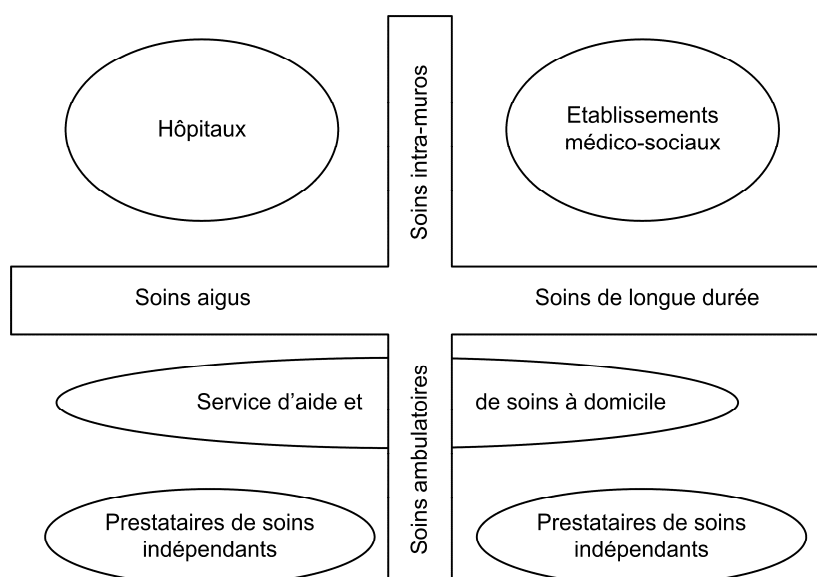 Hôpitaux
Etablissements
médico-sociaux
Soins intra-muros
Soins aigus
Soins de longue durée
Service d'aide et
de soins à domicile
Soins ambulatoires
Prestataires de soins
indépendants
Prestataires de soins
indépendants